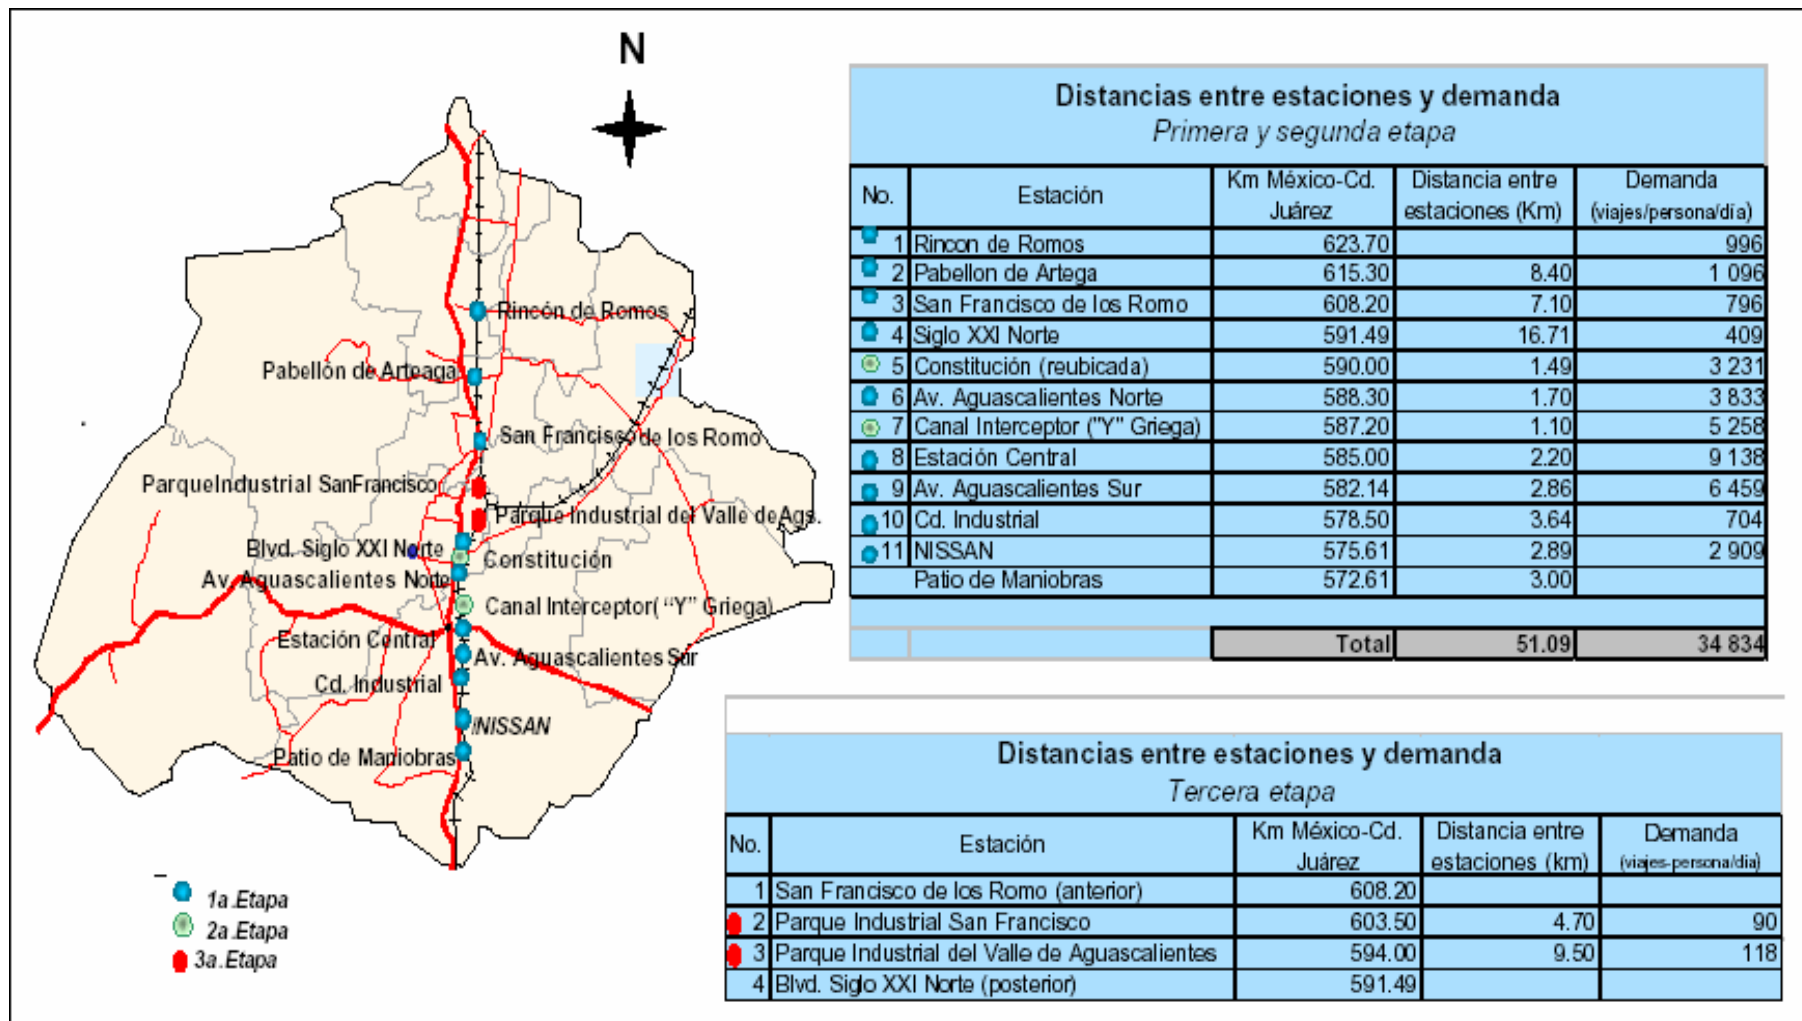 N
Rincón de Romos
Pabellón de Arteaga
San Francisco de los Romo
ParqueIndustrial SanFrancisco
Parque Industrial del Valle deAgs.
Blvd. Siglo XXI Norte
Constitución
Av. Aguascalientes Norte
Canal Interceptor( “Y” Griega)
Estación Central
Av. Aguascalientes Sur
Cd. Industrial
NISSAN
Patio de Maniobras
1a.Etapa
2a.Etapa
3a.Etapa
Distancias entre estaciones y demanda
Primera y segunda etapa
No. Estación Km México-Cd. Juárez Distancia entre estaciones (Km) Demanda (viajes/persona/día)
1 Rincon de Romos 623.70 996
2 Pabellon de Artega 615.30 8.40 1 096
3 San Francisco de los Romo 608.20 7.10 796
4 Siglo XXI Norte 591.49 16.71 409
5 Constitución (reubicada) 590.00 1.49 3 231
6 Av. Aguascalientes Norte 588.30 1.70 3 833
7 Canal Interceptor ("Y" Griega) 587.20 1.10 5 258
8 Estación Central 585.00 2.20 9 138
9 Av. Aguascalientes Sur 582.14 2.86 6 459
10 Cd. Industrial 578.50 3.64 704
11 NISSAN 575.61 2.89 2 909
Patio de Maniobras 572.61 3.00
Total 51.09 34 834
Distancias entre estaciones y demanda
Tercera etapa
No. Estación Km México-Cd. Juárez Distancia entre estaciones (km) Demanda (viajes-persona/dia)
1 San Francisco de los Romo (anterior) 608.20
2 Parque Industrial San Francisco 603.50 4.70 90
3 Parque Industrial del Valle de Aguascalientes 594.00 9.50 118
4 Blvd. Siglo XXI Norte (posterior) 591.49